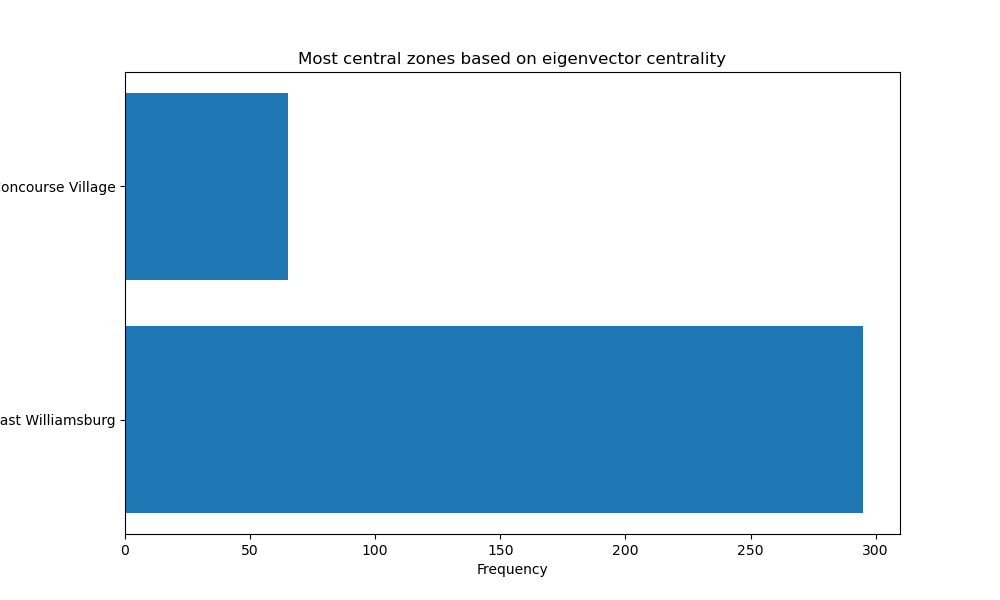 Most central zones based on eigenvector centrality
oncourse Village
ast Williamsburg
0 50 100 150 200 250 300
Frequency